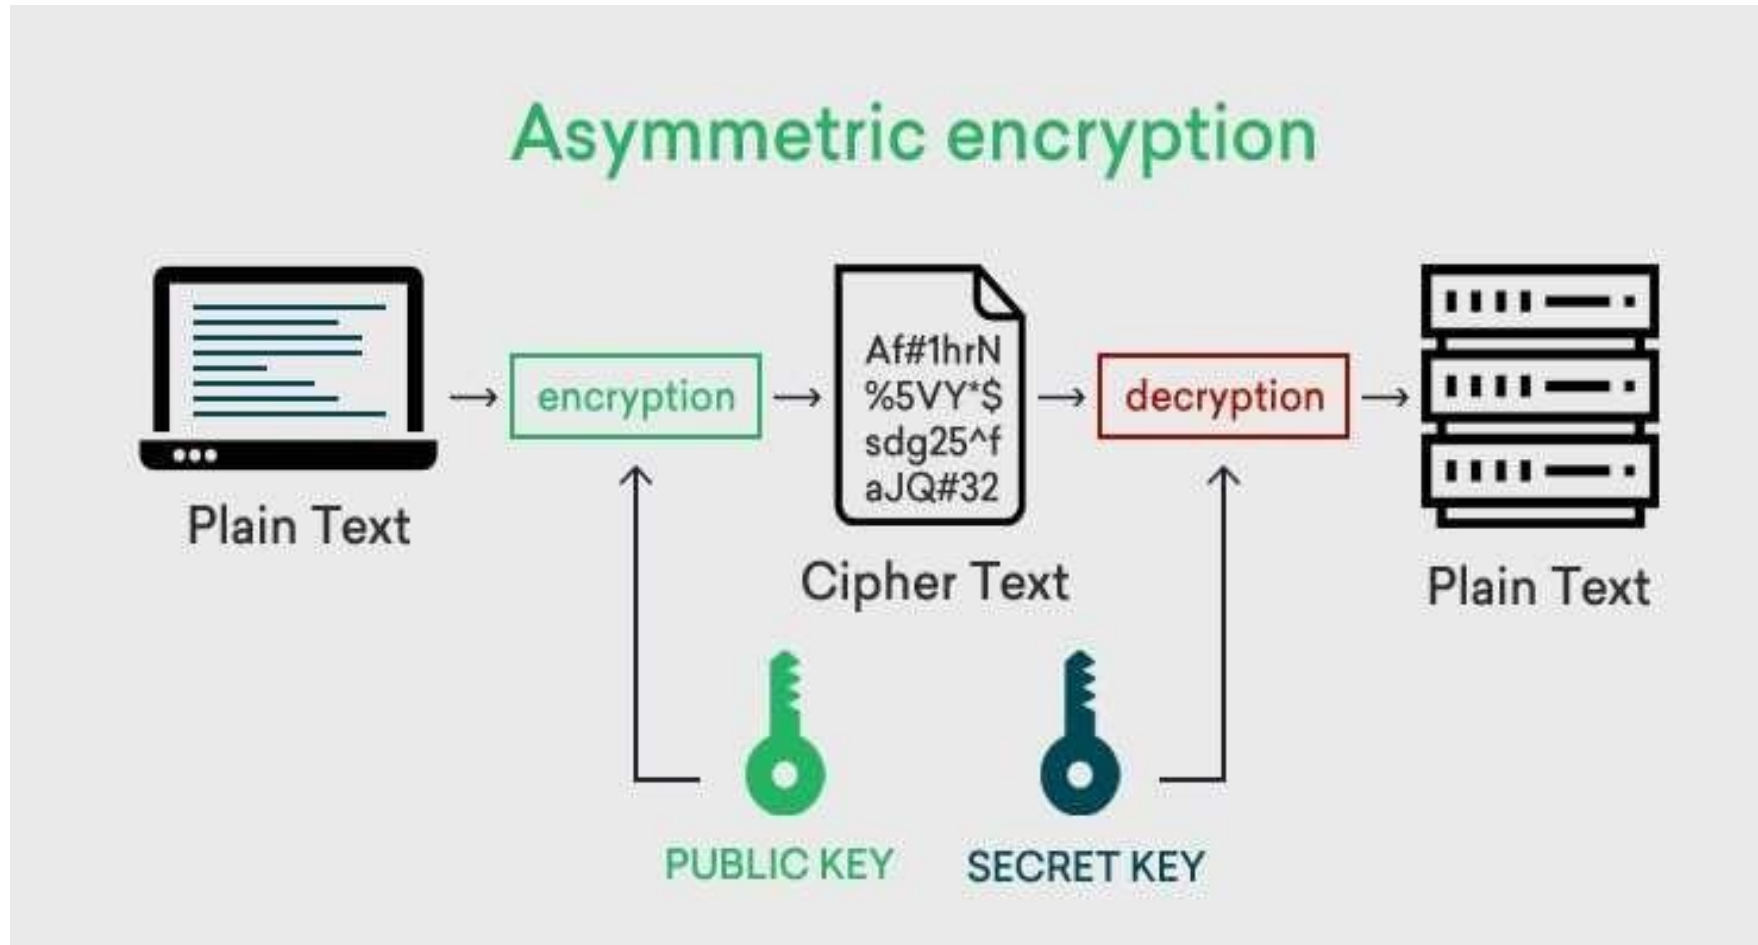 Asymmetric encryption
Plain Text
encryption
Af#1hrN
%5VY*$
sdg25^f
aJQ#32
Cipher Text
decryption
Plain Text
PUBLIC KEY
SECRET KEY